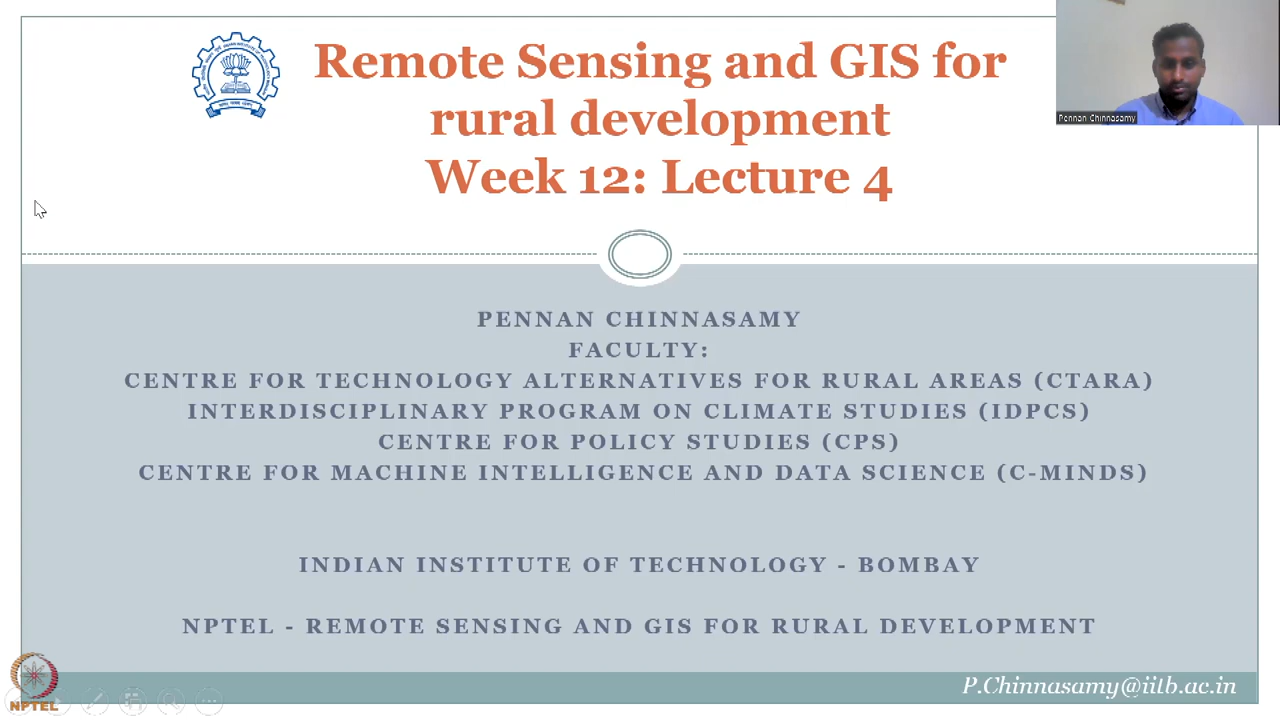 Remote Sensing and GIS for
rural development
Week 12: Lecture 4
Pennan Chinnasamy
PENNAN CHINNASAMY
FACULTY:
CENTRE FOR TECHNOLOGY ALTERNATIVES FOR RURAL AREAS (CTARA)
INTERDISCIPLINARY PROGRAM ON CLIMATE STUDIES (IDPCS)
CENTRE FOR POLICY STUDIES (CPS)
CENTRE FOR MACHINE INTELLIGENCE AND DATA SCIENCE (C-MINDS)
INDIAN INSTITUTE OF TECHNOLOGY - BOMBAY
NPTEL - REMOTE SENSING AND GIS FOR RURAL DEVELOPMENT
NPTEL
P.Chinnasamy@iitb.ac.in